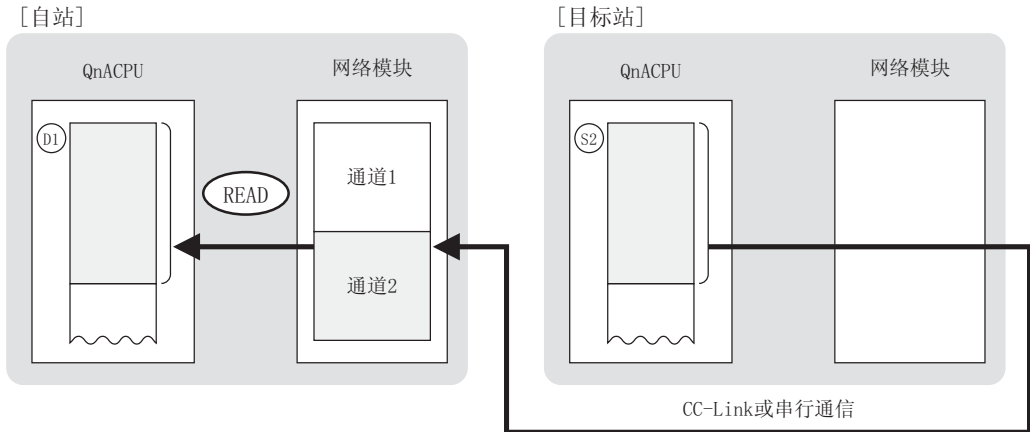 [自站]
[目标站]
QnACPU
网络模块
QnACPU
网络模块
D1
S2
通道1
READ
通道2
CC-Link或串行通信